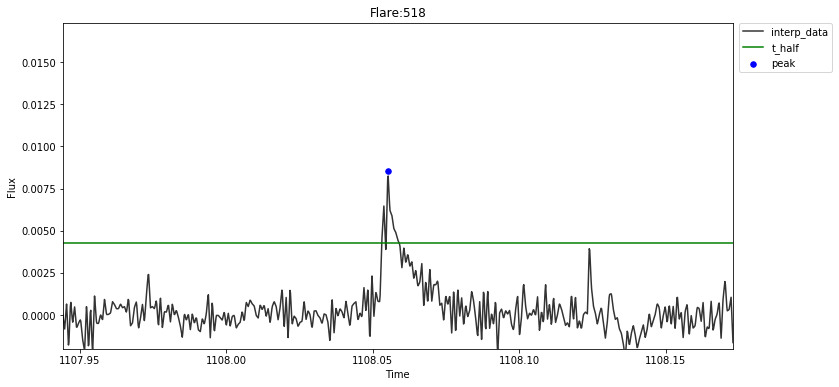 Flare:518
interp_data
t_half
peak
Flux
0.0150
0.0125
0.0100
0.0075
0.0050
0.0025
0.0000
1107.95 1108.00 1108.05 1108.10 1108.15
Time